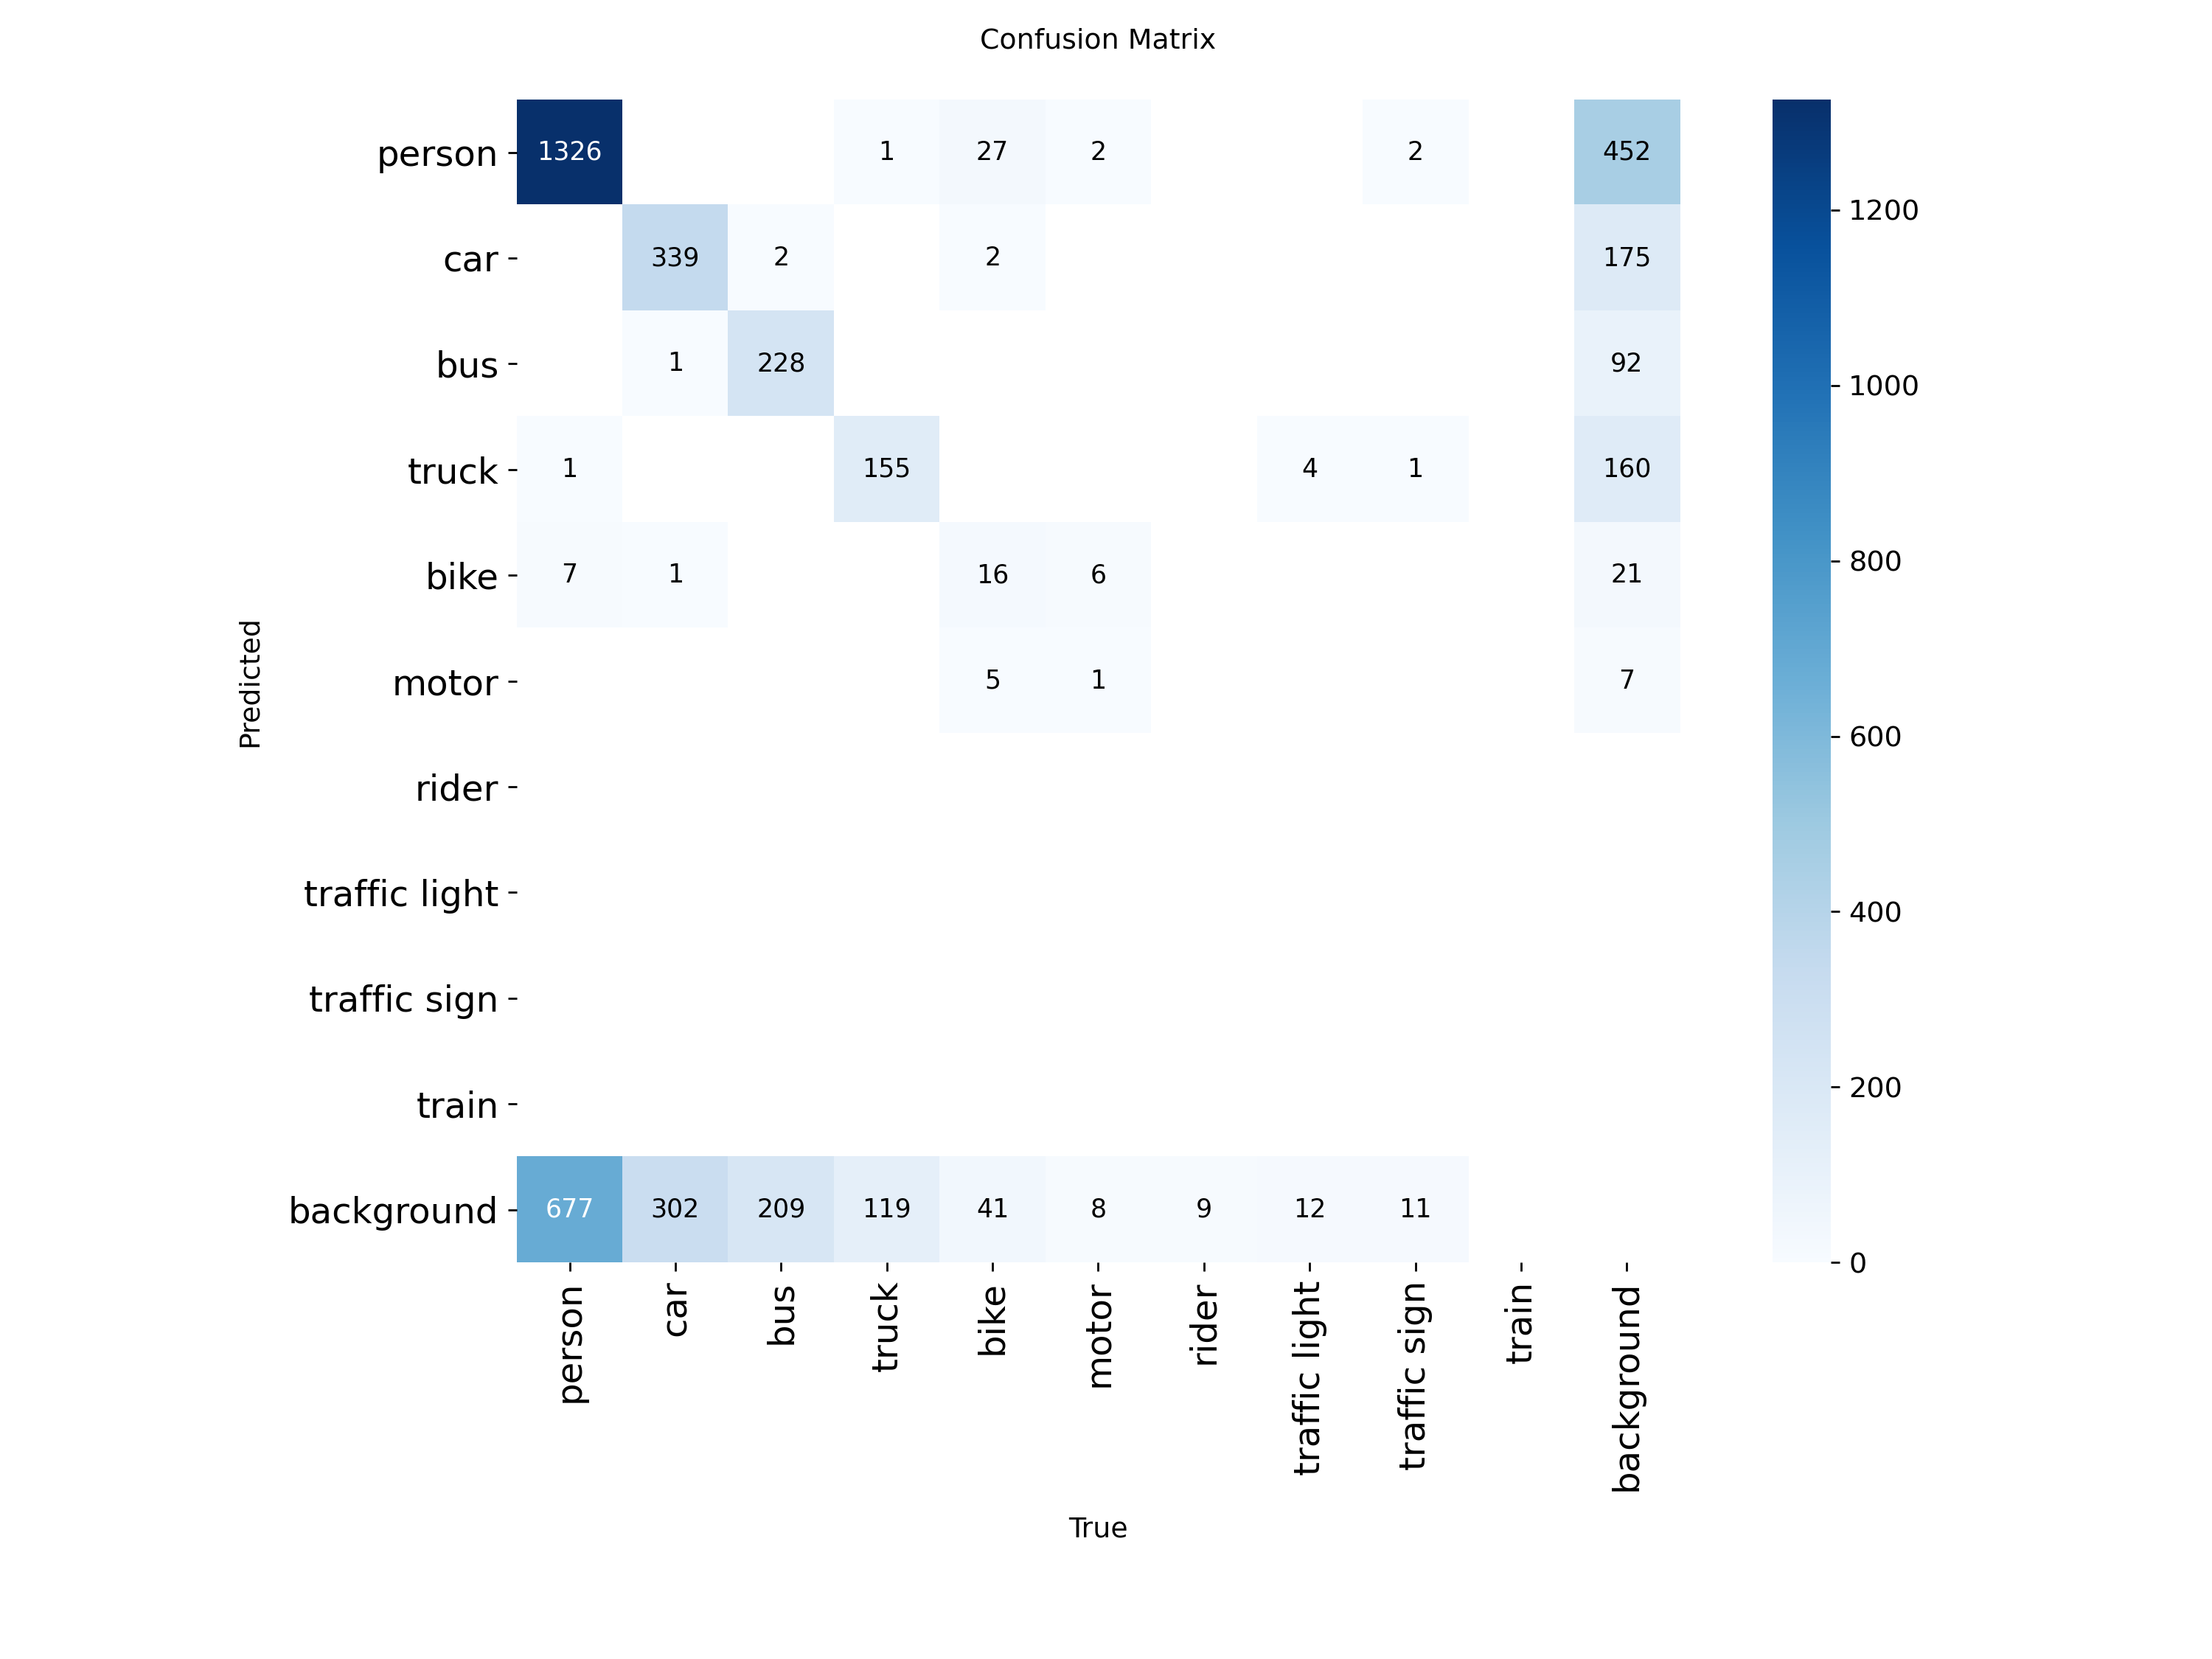 Confusion Matrix
person 1326 1 27 2 2 452
car 339 2 2 175
bus 1 228 92
truck 1 155 4 1 160
bike 7 1 16 6 21
motor 5 1 7
rider
traffic light
traffic sign
train
background 677 302 209 119 41 8 9 12 11
Predicted
person car bus truck bike motor rider traffic light traffic sign train background
True
1200
1000
800
600
400
200
0